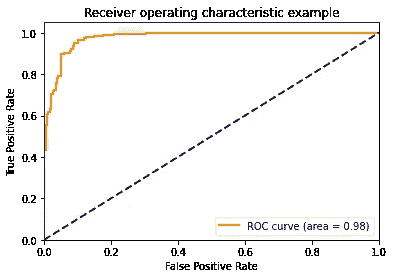 Receiver operating characteristic example
True Positive Rate
1.0
0.8
0.6
0.4
0.2
0.0
ROC curve (area = 0.98)
0.0 0.2 0.4 0.6 0.8 1.0
False Positive Rate